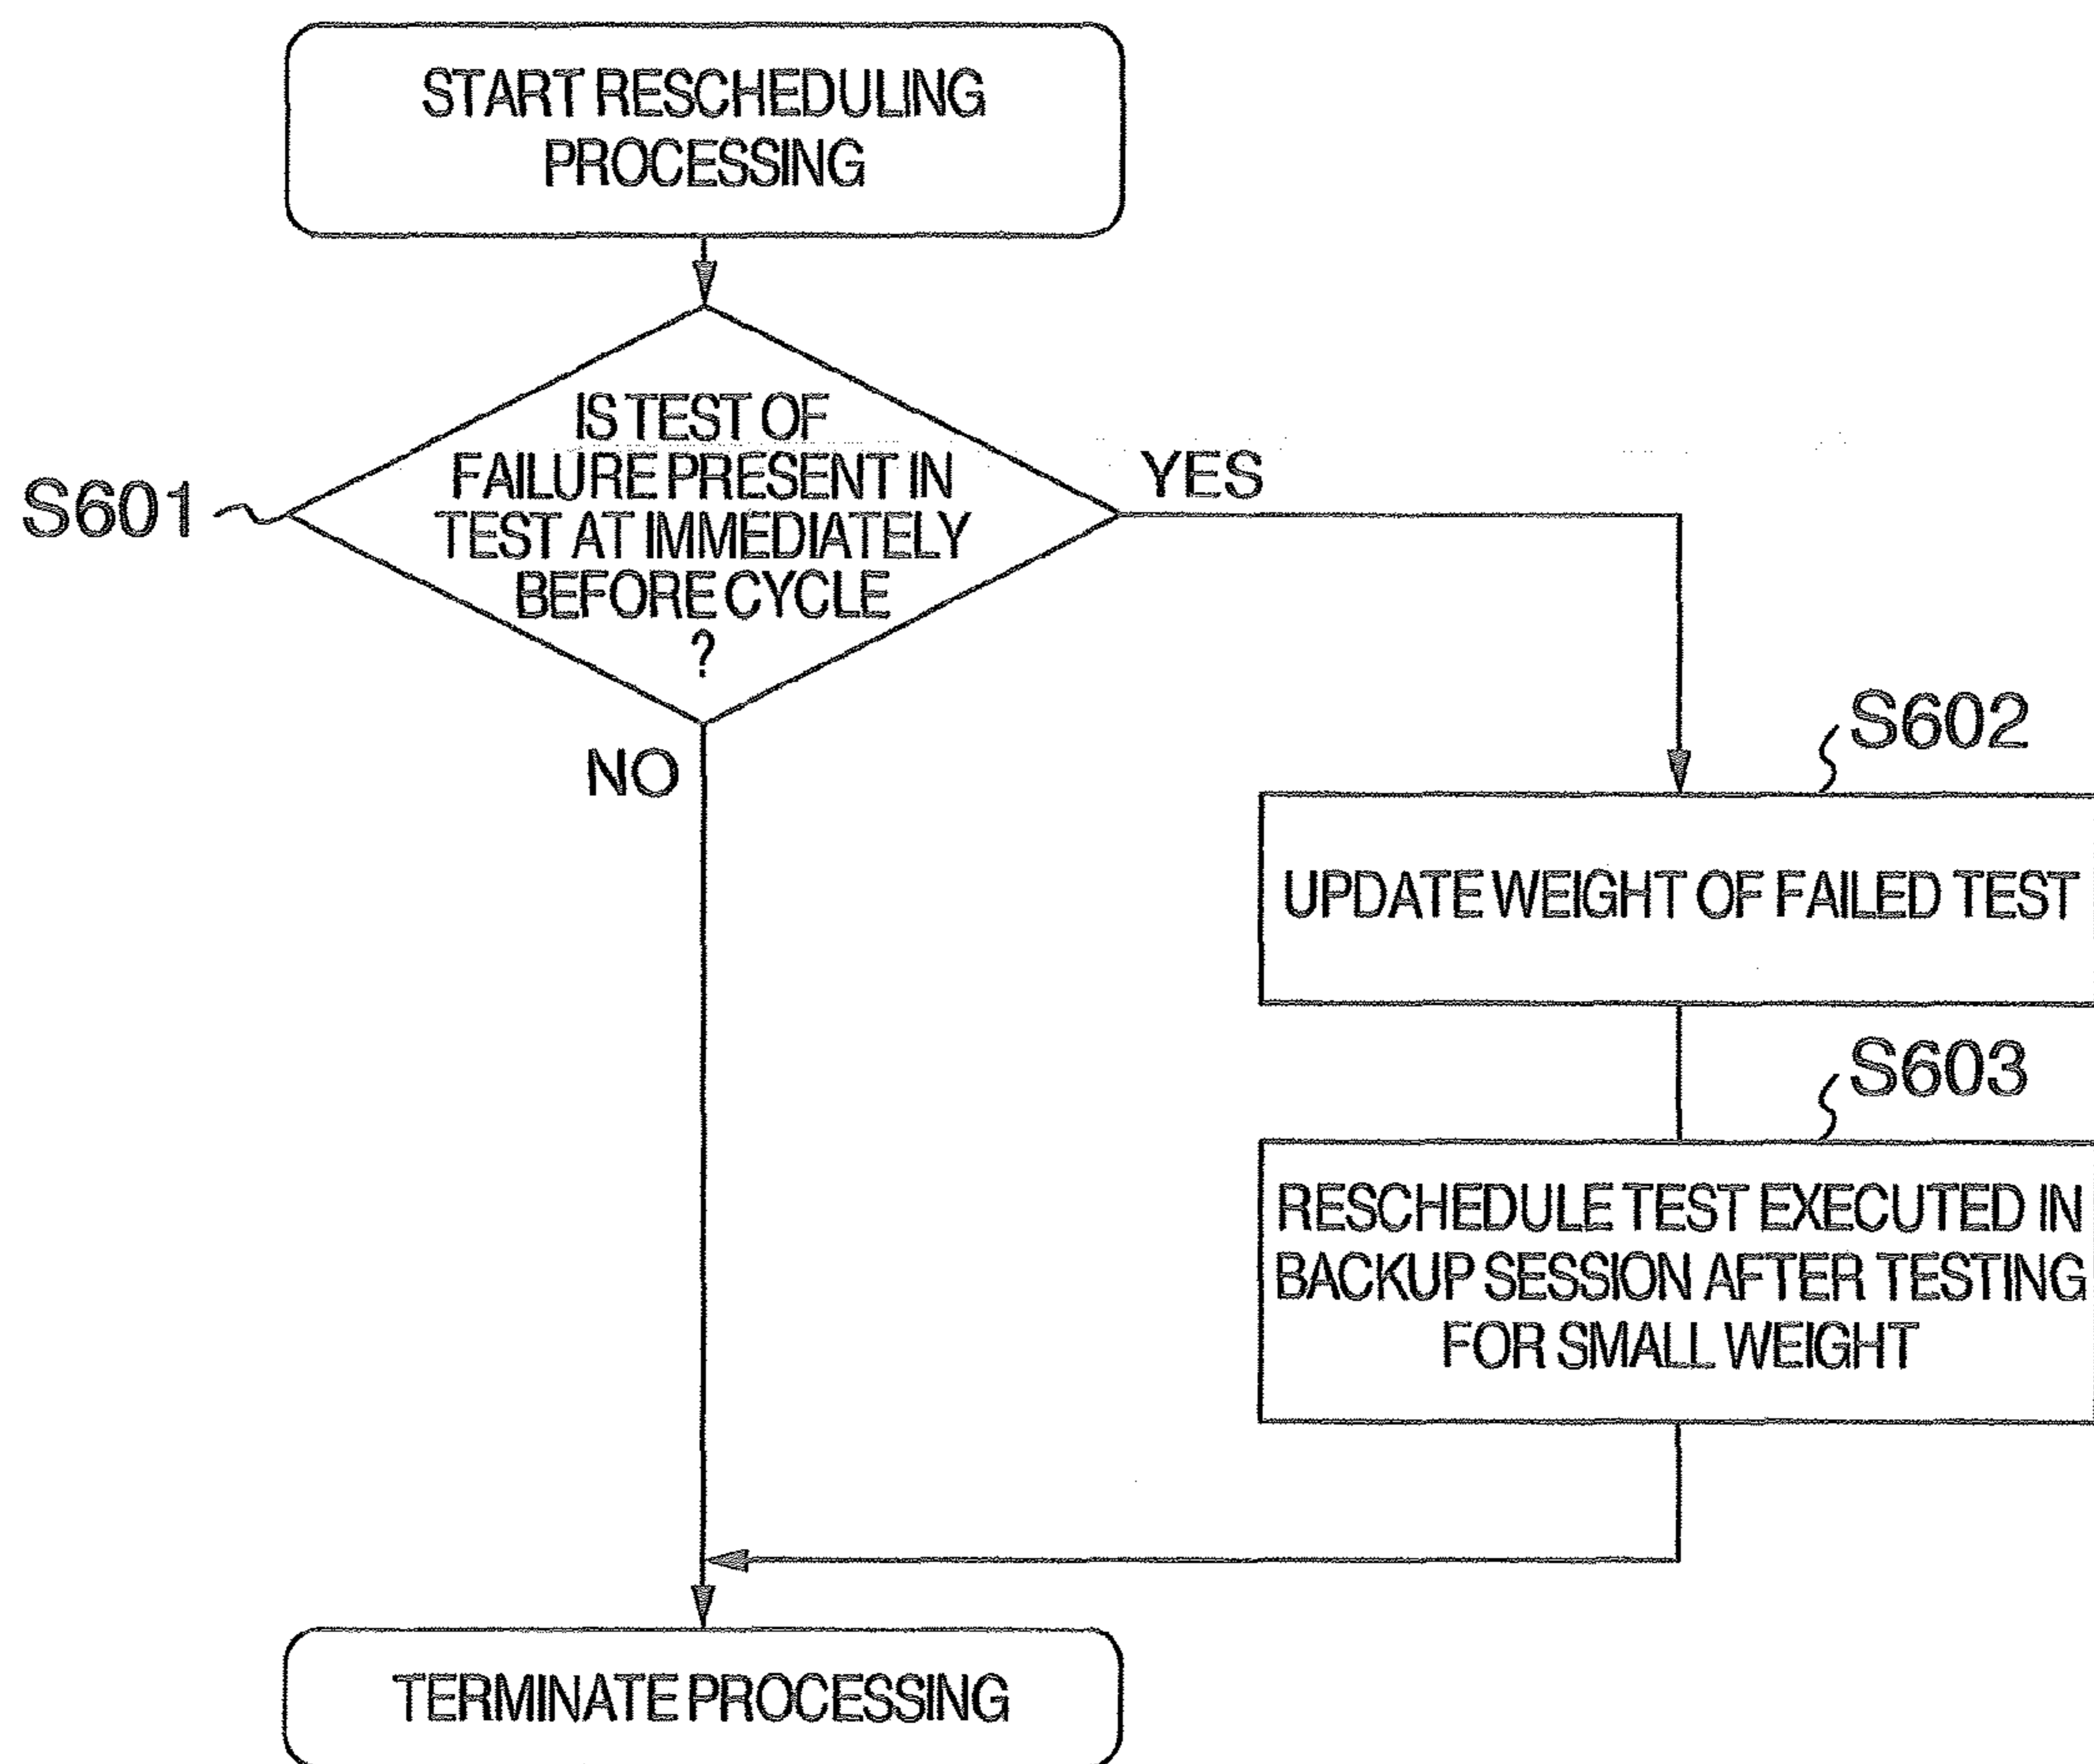 START RESCHEDULING
PROCESSING
IS TEST OF
FAILURE PRESENT IN
TEST AT IMMEDIATELY
BEFORE CYCLE
?
S601
YES
NO
S602
UPDATE WEIGHT OF FAILED TEST
S603
RESCHEDULE TEST EXECUTED IN
BACKUP SESSION AFTER TESTING
FOR SMALL WEIGHT
TERMINATE PROCESSING